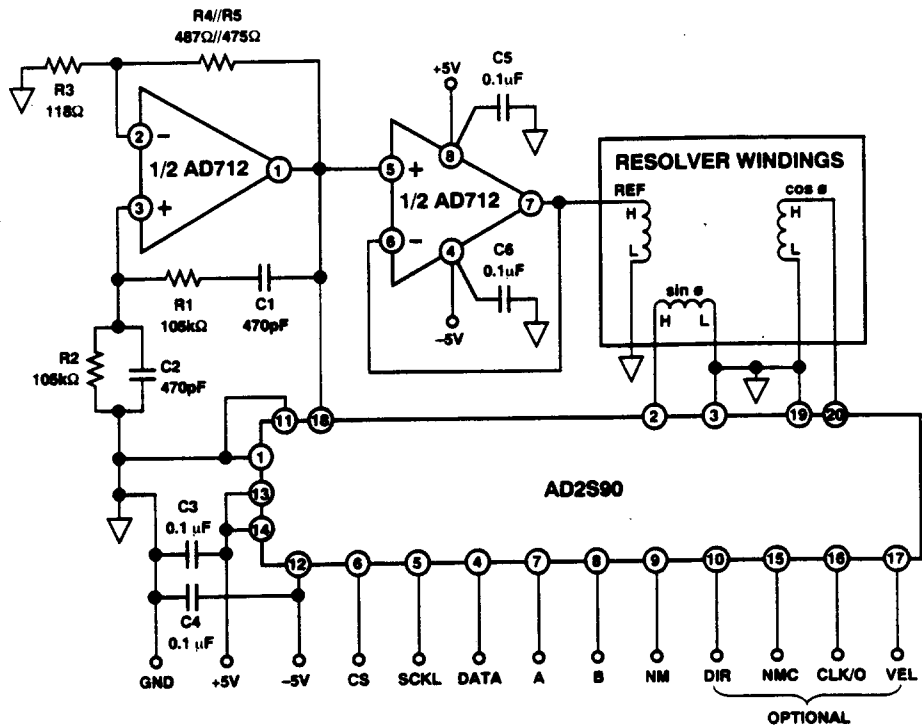 R4//R5
487Ω//475Ω
R3
118Ω
2
−
1/2 AD712
1
3
+
+5V
C5
0.1uF
8
5
+
1/2 AD712
7
6
−
4
C6
0.1uF
−5V
RESOLVER WINDINGS
REF
H
L
cos ø
H
L
sin ø
H L
R1
105kΩ
C1
470pF
R2
105kΩ
C2
470pF
11
18
2
3
19
20
1
13
14
12
AD2S90
C3
0.1 µF
C4
0.1 µF
6
5
4
7
8
9
10
15
16
17
GND
+5V
−5V
CS
SCKL
DATA
A
B
NM
DIR
NMC
CLK/O
VEL
OPTIONAL